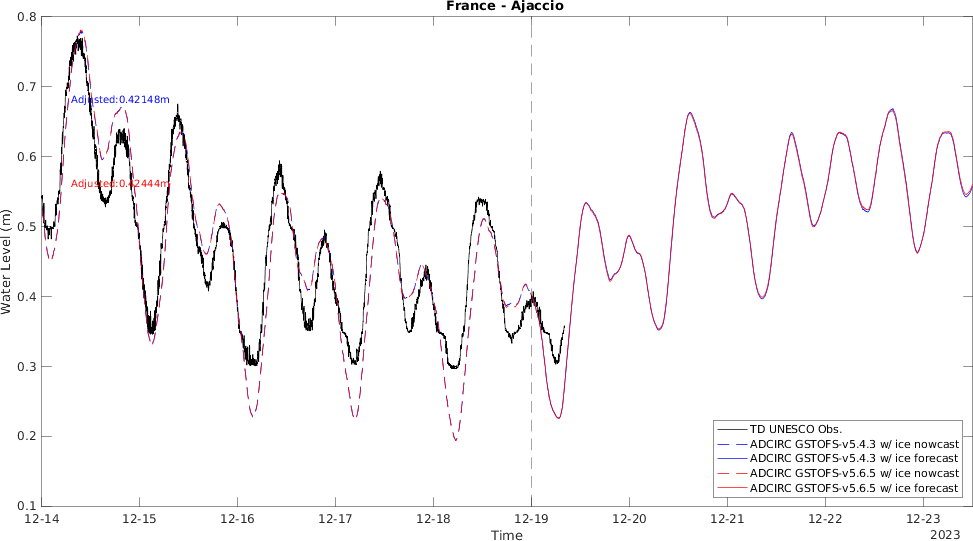 France - Ajaccio
Water Level (m)
0.8
0.7
0.6
0.5
0.4
0.3
0.2
0.1
Adjusted:0.42148m
Adjusted:0.42444m
TD UNESCO Obs.
ADCIRC GSTOFS-v5.4.3 w/ ice nowcast
ADCIRC GSTOFS-v5.4.3 w/ ice forecast
ADCIRC GSTOFS-v5.6.5 w/ ice nowcast
ADCIRC GSTOFS-v5.6.5 w/ ice forecast
12-14 12-15 12-16 12-17 12-18 12-19 12-20 12-21 12-22 12-23
Time
2023